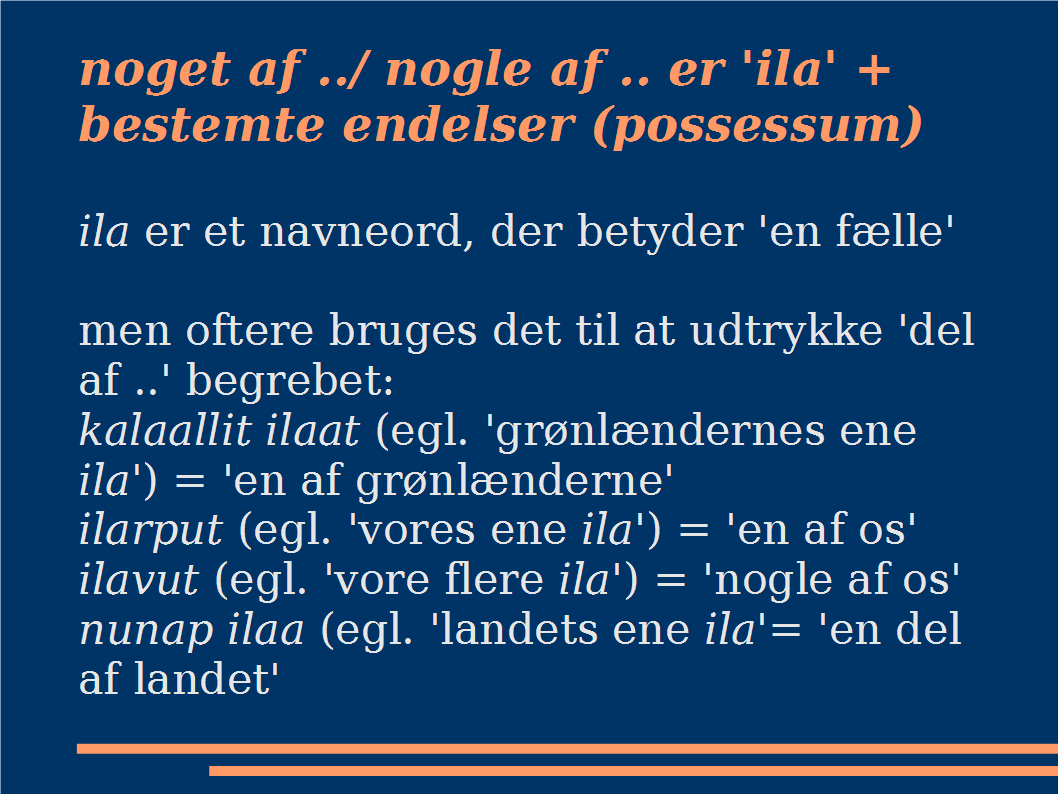 noget af ../ nogle af .. er 'ila' +
bestemte endelser (possessum)
ila er et navneord, der betyder 'en fælle'
men oftere bruges det til at udtrykke 'del
af ..' begrebet:
kalaallit ilaat (egl. 'grønlændernes ene
ila') = 'en af grønlænderne'
ilarput (egl. 'vores ene ila') = 'en af os'
ilavut (egl. 'vore flere ila') = 'nogle af os'
nunap ilaa (egl. 'landets ene ila'= 'en del
af landet'